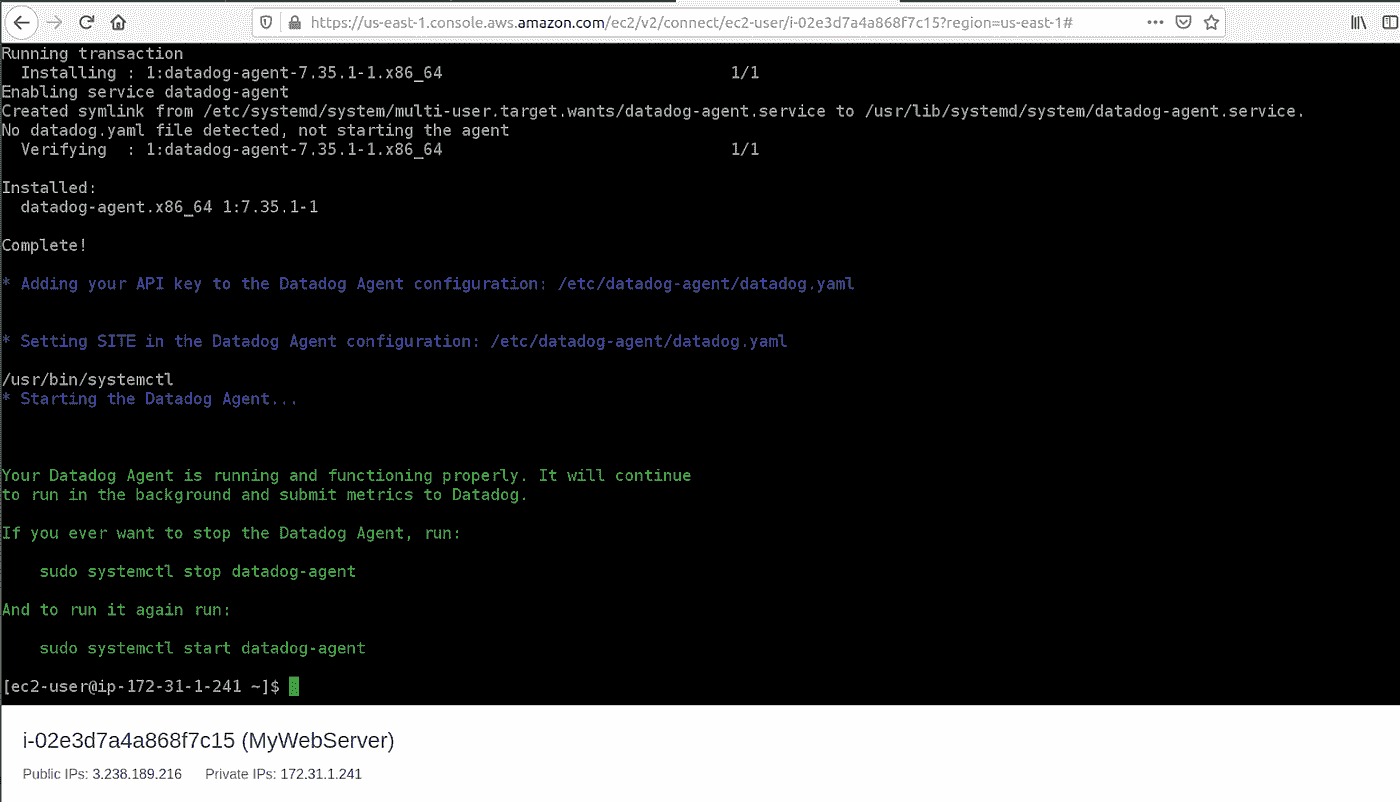 https://us-east-1.console.aws.amazon.com/ec2/v2/connect/ec2-user/i-02e3d7a4a868f7c15?region=us-east-1#
Running transaction
  Installing : 1:datadog-agent-7.35.1-1.x86_64                              1/1
Enabling service datadog-agent
Created symlink from /etc/systemd/system/multi-user.target.wants/datadog-agent.service to /usr/lib/systemd/system/datadog-agent.service.
No datadog.yaml file detected, not starting the agent
  Verifying  : 1:datadog-agent-7.35.1-1.x86_64                              1/1
Installed:
  datadog-agent.x86_64 1:7.35.1-1
Complete!
* Adding your API key to the Datadog Agent configuration: /etc/datadog-agent/datadog.yaml
* Setting SITE in the Datadog Agent configuration: /etc/datadog-agent/datadog.yaml
/usr/bin/systemctl
* Starting the Datadog Agent...
Your Datadog Agent is running and functioning properly. It will continue
to run in the background and submit metrics to Datadog.
If you ever want to stop the Datadog Agent, run:
    sudo systemctl stop datadog-agent
And to run it again run:
    sudo systemctl start datadog-agent
[ec2-user@ip-172-31-1-241 ~]$
i-02e3d7a4a868f7c15 (MyWebServer)
Public IPs: 3.238.189.216 Private IPs: 172.31.1.241